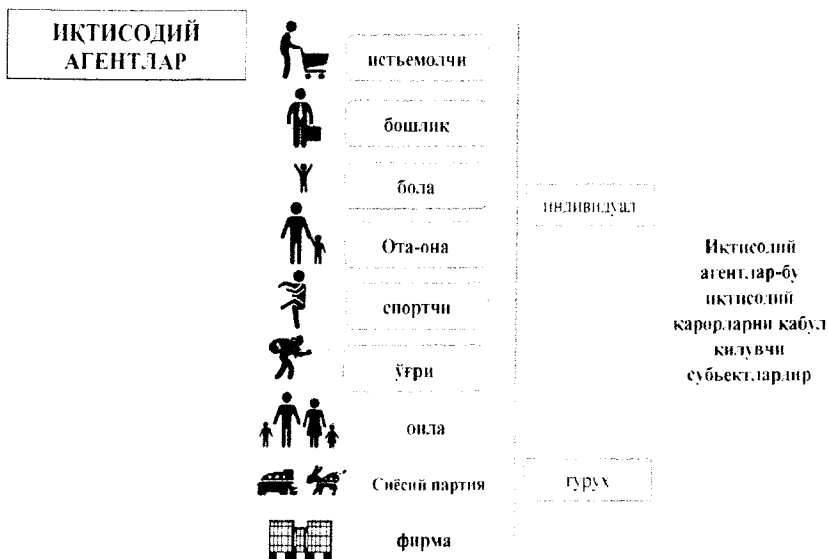 ИҚТИСОДИЙ
АГЕНТЛАР
истьемолчи
бошлиқ
бола
Ота-она
спортчи
ўғри
оила
Сиёсий партия
фирма
индивидуал
гурух
Иқтисодий
агентлар-бу
иқтисодий
қарорларни қабул
қилувчи
субьектлардир